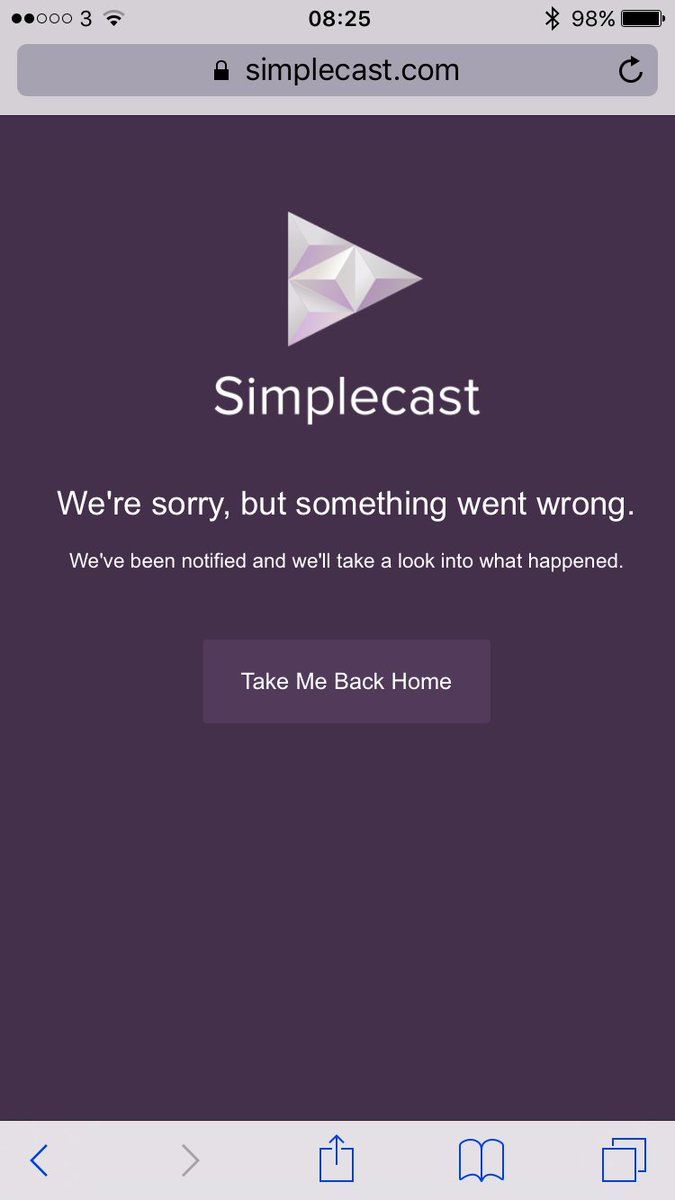 3 08:25 98%
simplecast.com
Simplecast
We're sorry, but something went wrong.
We've been notified and we'll take a look into what happened.
Take Me Back Home